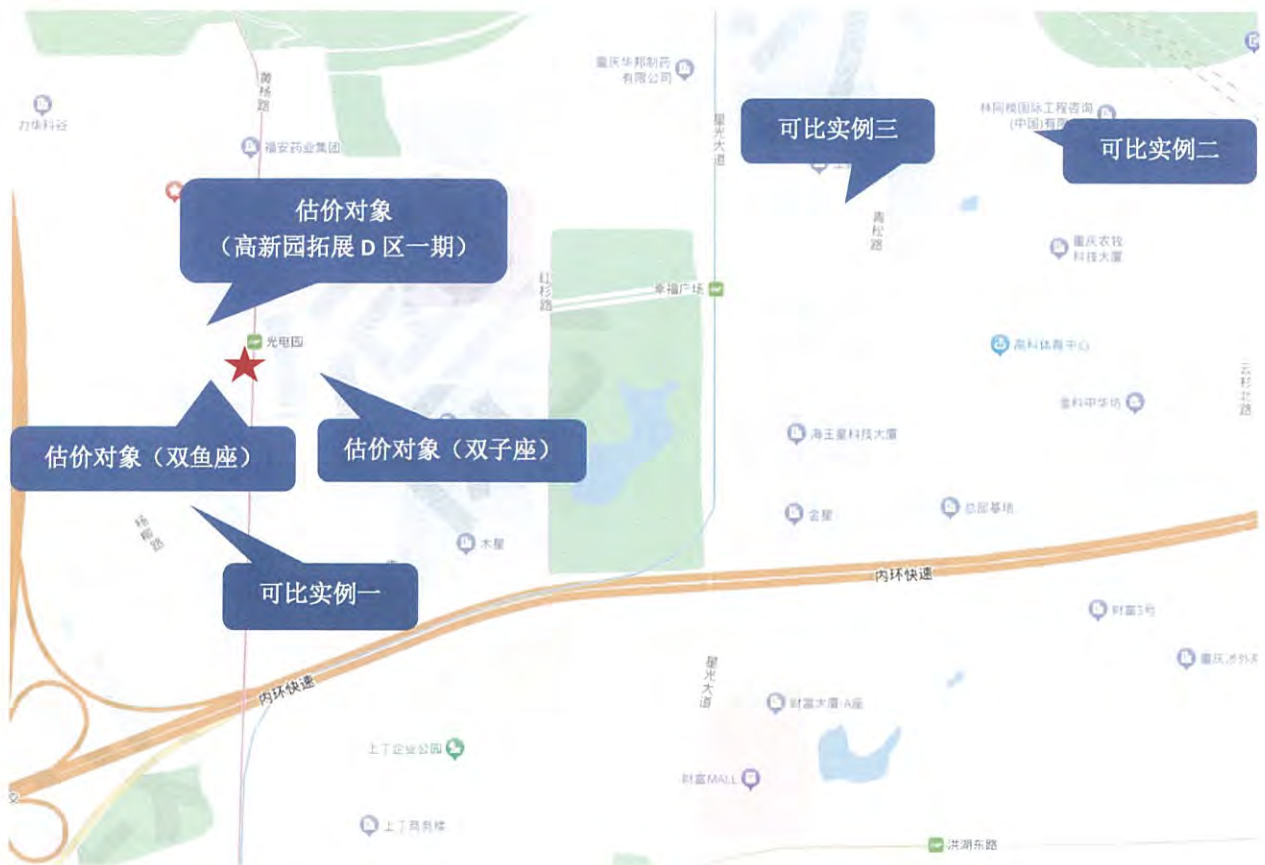 黄杨路
重庆华邦制药
有限公司
力华科谷
星光大道
林同棪国际工程咨询
(中国)有限
可比实例三
可比实例二
福安药业集团
估价对象
（高新园拓展 D 区一期）
青松路
重庆农牧
科技大厦
红杉路
幸福广场
光电园
高科体育中心
云杉北路
金科中华坊
估价对象（双鱼座）
估价对象（双子座）
海王星科技大厦
杨柳路
木星
金星
总部基地
可比实例一
内环快速
财富3号
重庆涉外
星光大道
内环快速
财富大厦-A座
上丁企业公园
财富MALL
上丁商务楼
洪湖东路